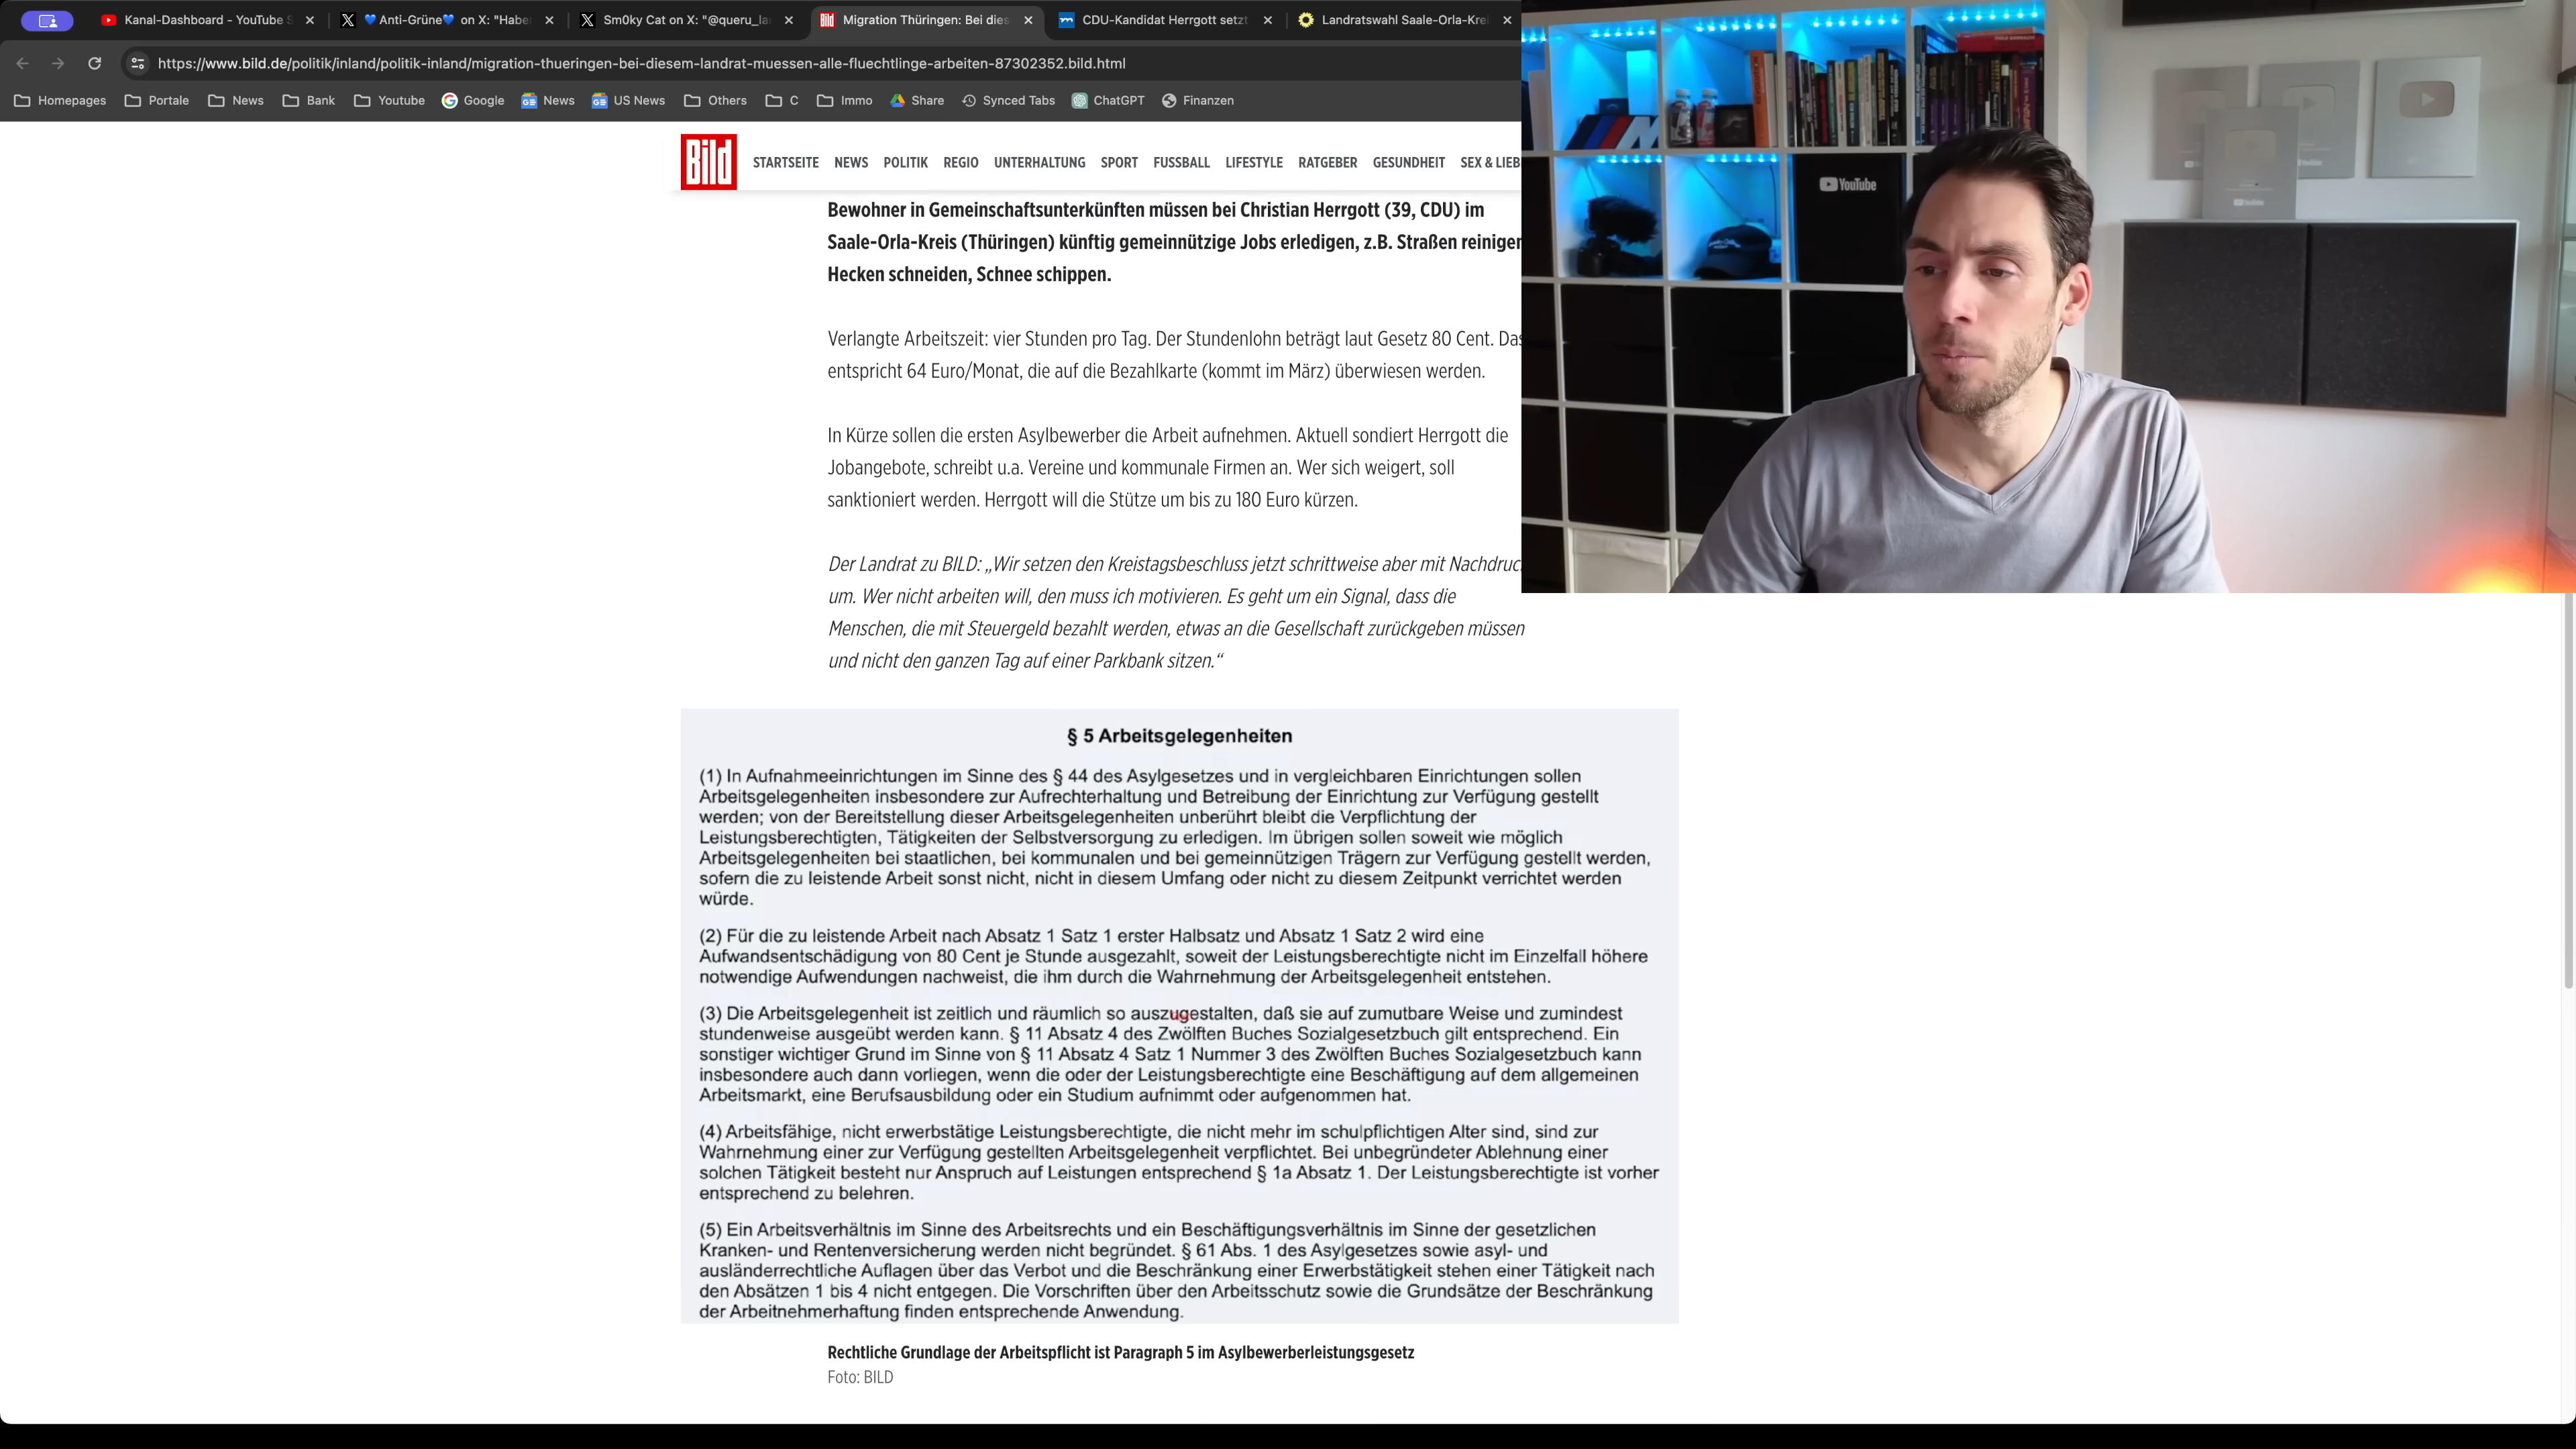 Kanal-Dashboard - YouTube S
💙 Anti-Grüne💙 on X: "Habe
Sm0ky Cat on X: "@queru_la
Migration Thüringen: Bei dies
CDU-Kandidat Herrgott setzt
Landratswahl Saale-Orla-Krei
https://www.bild.de/politik/inland/politik-inland/migration-thueringen-bei-diesem-landrat-muessen-alle-fluechtlinge-arbeiten-87302352.bild.html
Homepages Portale News Bank Youtube Google News US News Others C Immo Share Synced Tabs ChatGPT Finanzen
Bild
STARTSEITE NEWS POLITIK REGIO UNTERHALTUNG SPORT FUSSBALL LIFESTYLE RATGEBER GESUNDHEIT SEX & LIEB
YouTube
Bewohner in Gemeinschaftsunterkünften müssen bei Christian Herrgott (39, CDU) im
Saale-Orla-Kreis (Thüringen) künftig gemeinnützige Jobs erledigen, z.B. Straßen reiniger
Hecken schneiden, Schnee schippen.
Verlangte Arbeitszeit: vier Stunden pro Tag. Der Stundenlohn beträgt laut Gesetz 80 Cent. Das
entspricht 64 Euro/Monat, die auf die Bezahlkarte (kommt im März) überwiesen werden.
In Kürze sollen die ersten Asylbewerber die Arbeit aufnehmen. Aktuell sondiert Herrgott die
Jobangebote, schreibt u.a. Vereine und kommunale Firmen an. Wer sich weigert, soll
sanktioniert werden. Herrgott will die Stütze um bis zu 180 Euro kürzen.
Der Landrat zu BILD: „Wir setzen den Kreistagsbeschluss jetzt schrittweise aber mit Nachdruc
um. Wer nicht arbeiten will, den muss ich motivieren. Es geht um ein Signal, dass die
Menschen, die mit Steuergeld bezahlt werden, etwas an die Gesellschaft zurückgeben müssen
und nicht den ganzen Tag auf einer Parkbank sitzen.“
§ 5 Arbeitsgelegenheiten
(1) In Aufnahmeeinrichtungen im Sinne des § 44 des Asylgesetzes und in vergleichbaren Einrichtungen sollen
Arbeitsgelegenheiten insbesondere zur Aufrechterhaltung und Betreibung der Einrichtung zur Verfügung gestellt
werden; von der Bereitstellung dieser Arbeitsgelegenheiten unberührt bleibt die Verpflichtung der
Leistungsberechtigten, Tätigkeiten der Selbstversorgung zu erledigen. Im übrigen sollen soweit wie möglich
Arbeitsgelegenheiten bei staatlichen, bei kommunalen und bei gemeinnützigen Trägern zur Verfügung gestellt werden,
sofern die zu leistende Arbeit sonst nicht, nicht in diesem Umfang oder nicht zu diesem Zeitpunkt verrichtet werden
würde.
(2) Für die zu leistende Arbeit nach Absatz 1 Satz 1 erster Halbsatz und Absatz 1 Satz 2 wird eine
Aufwandsentschädigung von 80 Cent je Stunde ausgezahlt, soweit der Leistungsberechtigte nicht im Einzelfall höhere
notwendige Aufwendungen nachweist, die ihm durch die Wahrnehmung der Arbeitsgelegenheit entstehen.
(3) Die Arbeitsgelegenheit ist zeitlich und räumlich so auszugestalten, daß sie auf zumutbare Weise und zumindest
stundenweise ausgeübt werden kann. § 11 Absatz 4 des Zwölften Buches Sozialgesetzbuch gilt entsprechend. Ein
sonstiger wichtiger Grund im Sinne von § 11 Absatz 4 Satz 1 Nummer 3 des Zwölften Buches Sozialgesetzbuch kann
insbesondere auch dann vorliegen, wenn die oder der Leistungsberechtigte eine Beschäftigung auf dem allgemeinen
Arbeitsmarkt, eine Berufsausbildung oder ein Studium aufnimmt oder aufgenommen hat.
(4) Arbeitsfähige, nicht erwerbstätige Leistungsberechtigte, die nicht mehr im schulpflichtigen Alter sind, sind zur
Wahrnehmung einer zur Verfügung gestellten Arbeitsgelegenheit verpflichtet. Bei unbegründeter Ablehnung einer
solchen Tätigkeit besteht nur Anspruch auf Leistungen entsprechend § 1a Absatz 1. Der Leistungsberechtigte ist vorher
entsprechend zu belehren.
(5) Ein Arbeitsverhältnis im Sinne des Arbeitsrechts und ein Beschäftigungsverhältnis im Sinne der gesetzlichen
Kranken- und Rentenversicherung werden nicht begründet. § 61 Abs. 1 des Asylgesetzes sowie asyl- und
ausländerrechtliche Auflagen über das Verbot und die Beschränkung einer Erwerbstätigkeit stehen einer Tätigkeit nach
den Absätzen 1 bis 4 nicht entgegen. Die Vorschriften über den Arbeitsschutz sowie die Grundsätze der Beschränkung
der Arbeitnehmerhaftung finden entsprechende Anwendung.
Rechtliche Grundlage der Arbeitspflicht ist Paragraph 5 im Asylbewerberleistungsgesetz
Foto: BILD